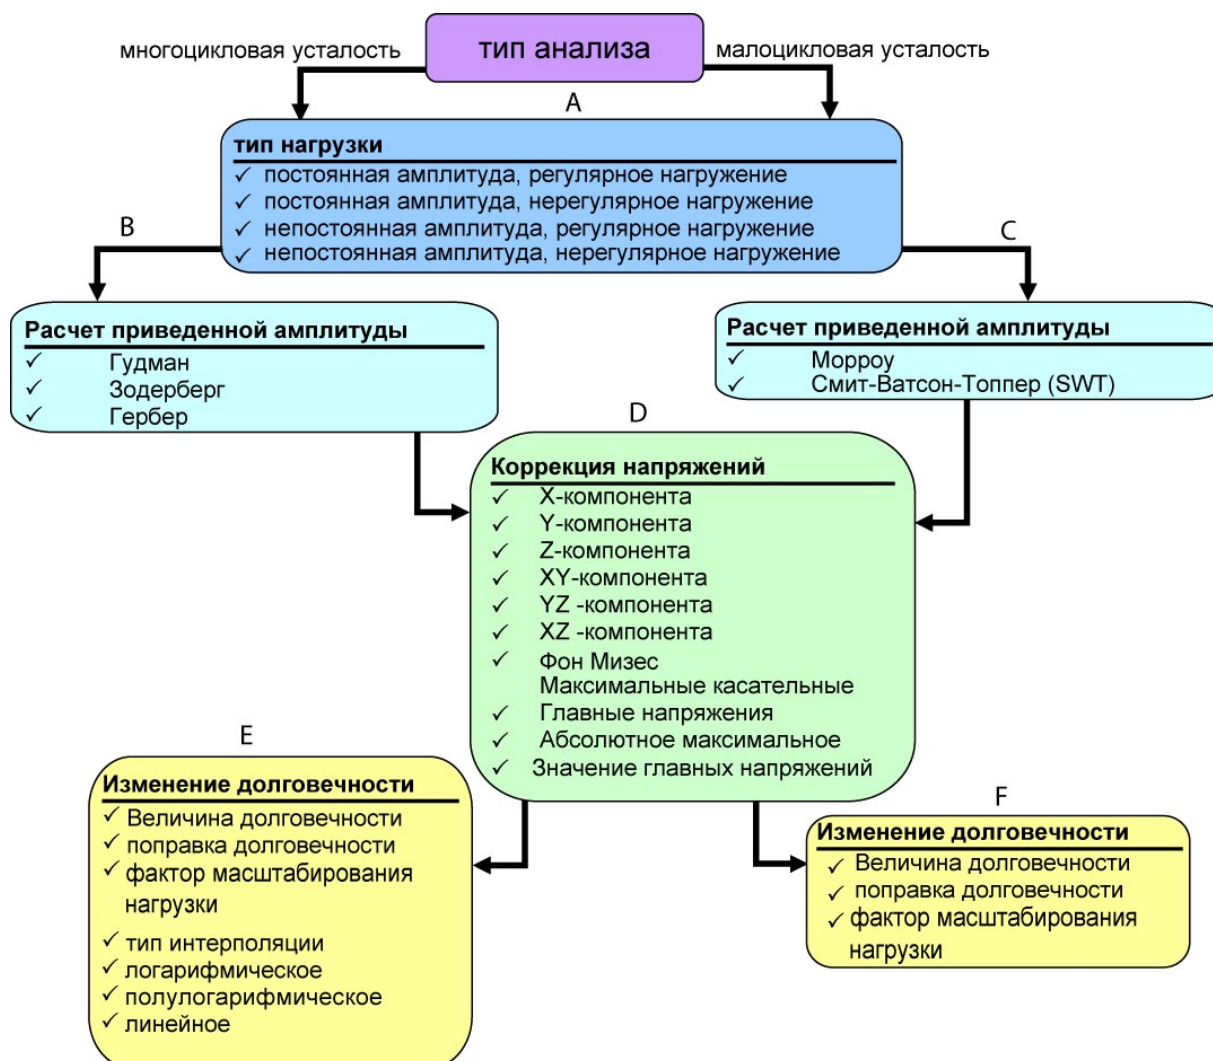 многоцикловая усталость
тип анализа
малоцикловая усталость
A
тип нагрузки
✓ постоянная амплитуда, регулярное нагружение
✓ постоянная амплитуда, нерегулярное нагружение
✓ непостоянная амплитуда, регулярное нагружение
✓ непостоянная амплитуда, нерегулярное нагружение
B
C
Расчет приведенной амплитуды
✓ Гудман
✓ Зодерберг
✓ Гербер
Расчет приведенной амплитуды
✓ Морроу
✓ Смит-Ватсон-Топпер (SWT)
D
Коррекция напряжений
✓ X-компонента
✓ Y-компонента
✓ Z-компонента
✓ XY-компонента
✓ YZ -компонента
✓ XZ -компонента
✓ Фон Мизес
Максимальные касательные
✓ Главные напряжения
✓ Абсолютное максимальное
✓ Значение главных напряжений
E
Изменение долговечности
✓ Величина долговечности
✓ поправка долговечности
✓ фактор масштабирования
нагрузки
✓ тип интерполяции
✓ логарифмическое
✓ полулогарифмическое
✓ линейное
F
Изменение долговечности
✓ Величина долговечности
✓ поправка долговечности
✓ фактор масштабирования
нагрузки